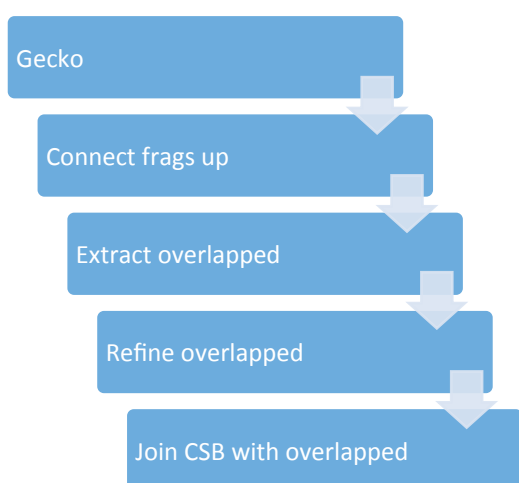 Gecko
Connect frags up
Extract overlapped
Refine overlapped
Join CSB with overlapped